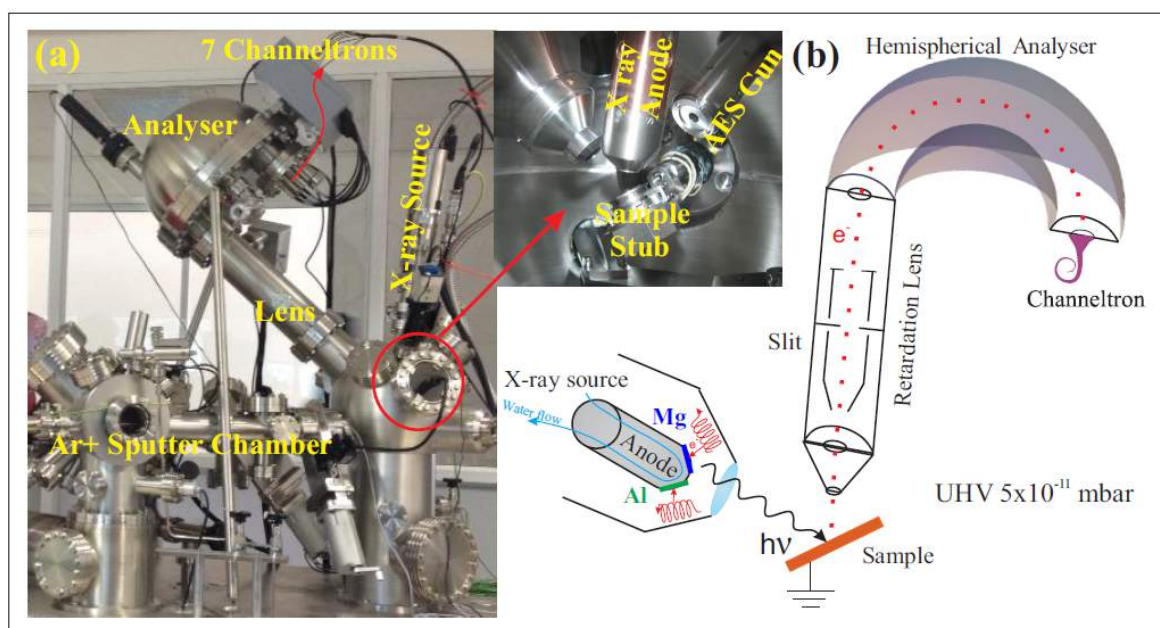 (a)
7 Channeltrons
Analyser
X-ray Source
Lens
Ar+ Sputter Chamber
X ray
Anode
AES Gun
Sample
Stub
(b)
Hemispherical Analyser
e-
Retardation Lens
Slit
Channeltron
X-ray source
Water flow
Anode
Mg
e-
Al
hν
UHV 5x10-11 mbar
Sample